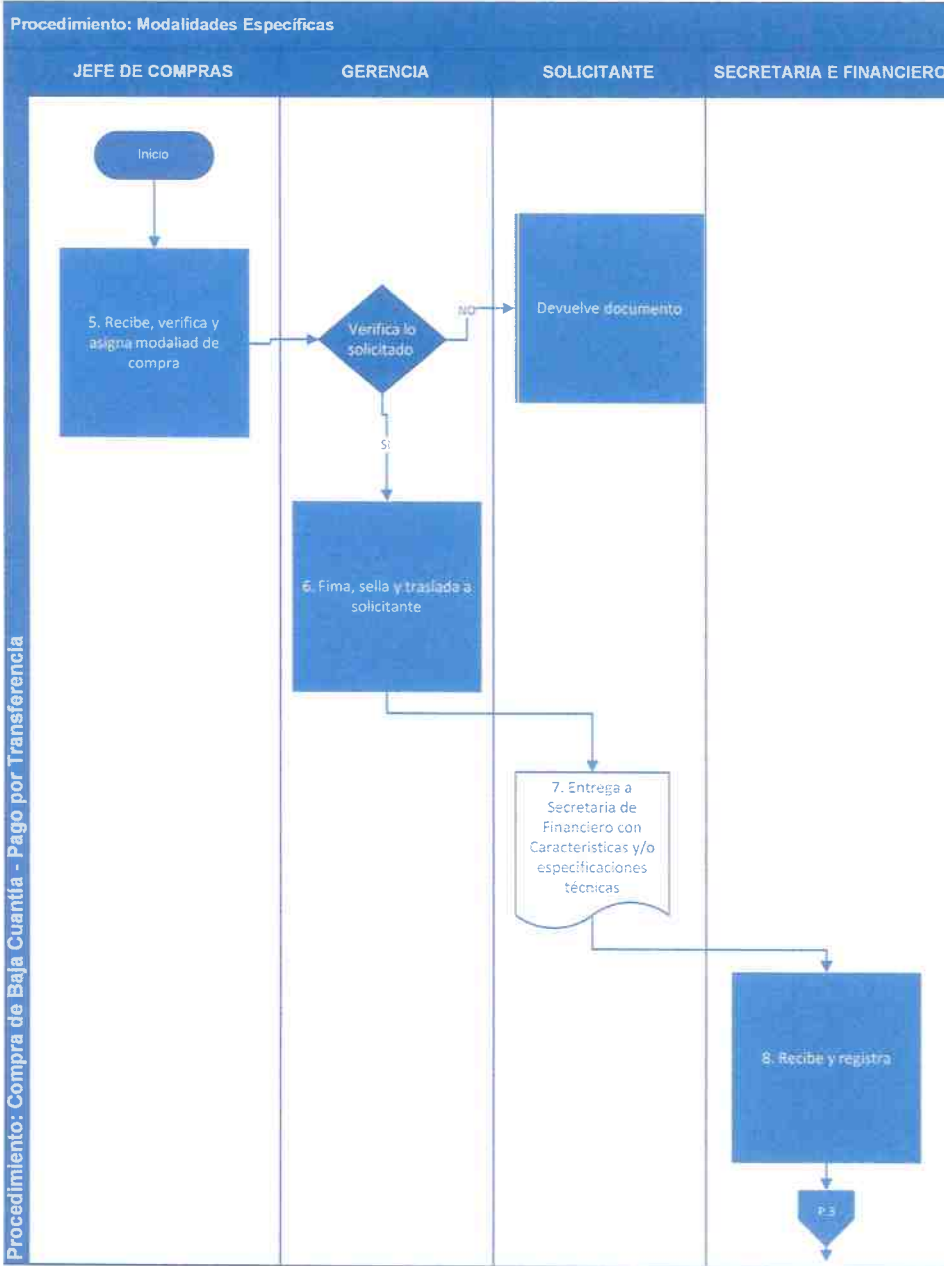 Procedimiento: Modalidades Específicas
JEFE DE COMPRAS
GERENCIA
SOLICITANTE
SECRETARIA E FINANCIERO
Inicio
5. Recibe, verifica y
asigna modaliad de
compra
Verifica lo
solicitado
NO
Devuelve documento
Si
6. Fima, sella y traslada a
solicitante
7. Entrega a
Secretaria de
Financiero con
Caracteristicas y/o
especificaciones
técnicas
8. Recibe y registra
P.3
Procedimiento: Compra de Baja Cuantía - Pago por Transferencia